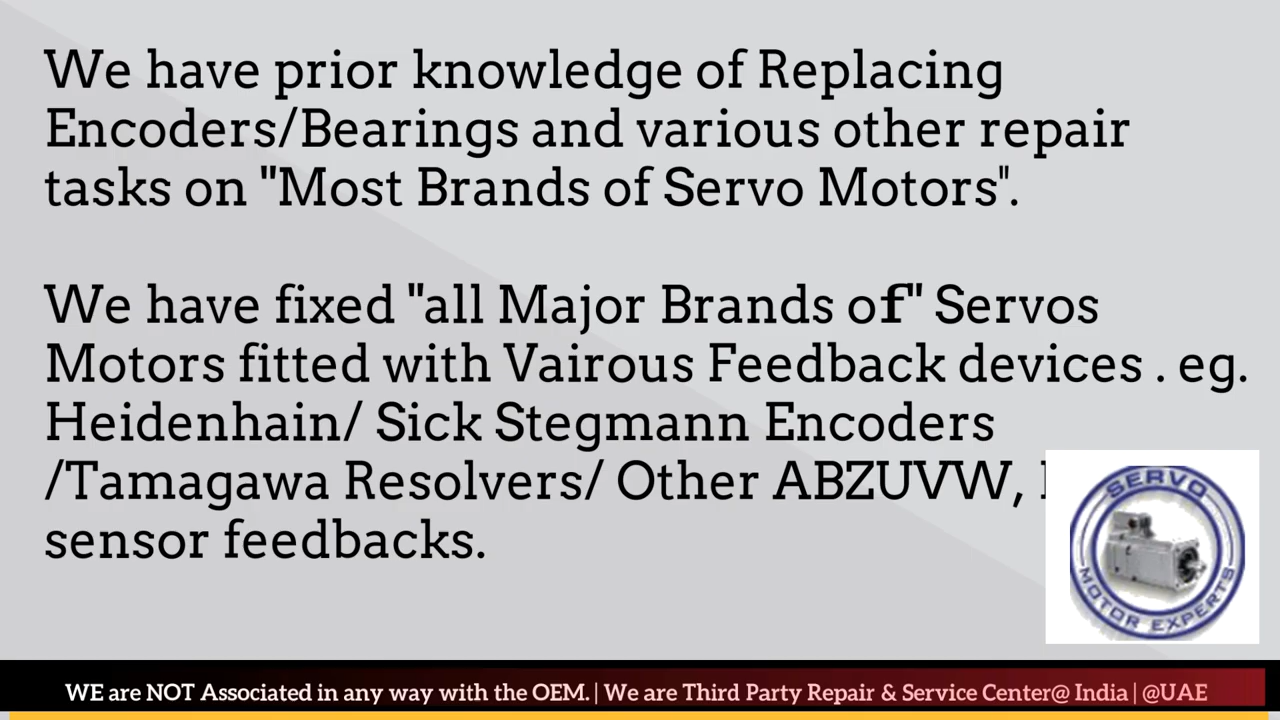 We have prior knowledge of Replacing
Encoders/Bearings and various other repair
tasks on "Most Brands of Servo Motors".
We have fixed "all Major Brands of" Servos
Motors fitted with Vairous Feedback devices . eg.
Heidenhain/ Sick Stegmann Encoders
/Tamagawa Resolvers/ Other ABZUVW,
sensor feedbacks.
SERVO
MOTOR EXPERTS
WE are NOT Associated in any way with the OEM. | We are Third Party Repair & Service Center@ India | @UAE